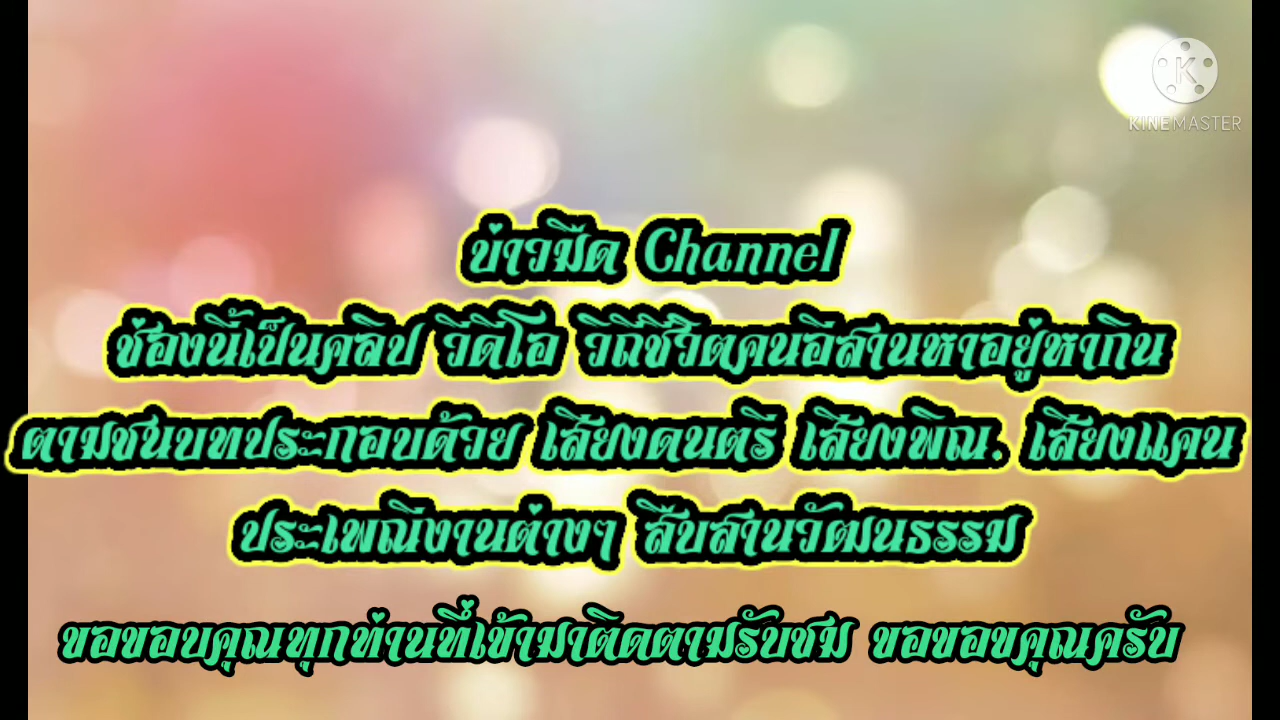 KINEMASTER
บ่าวมืด Channel
ช่องนี้เป็นคลิป วีดีโอ วิถีชีวิตคนอีสานหาอยู่หากิน
ตามชนบทประกอบด้วย เสียงดนตรี เสียงพิณ. เสียงแคน
ประเพณีงานต่างๆ สืบสานวัฒนธรรม
ขอขอบคุณทุกท่านที่เข้ามาติดตามรับชม ขอขอขคุณครับ